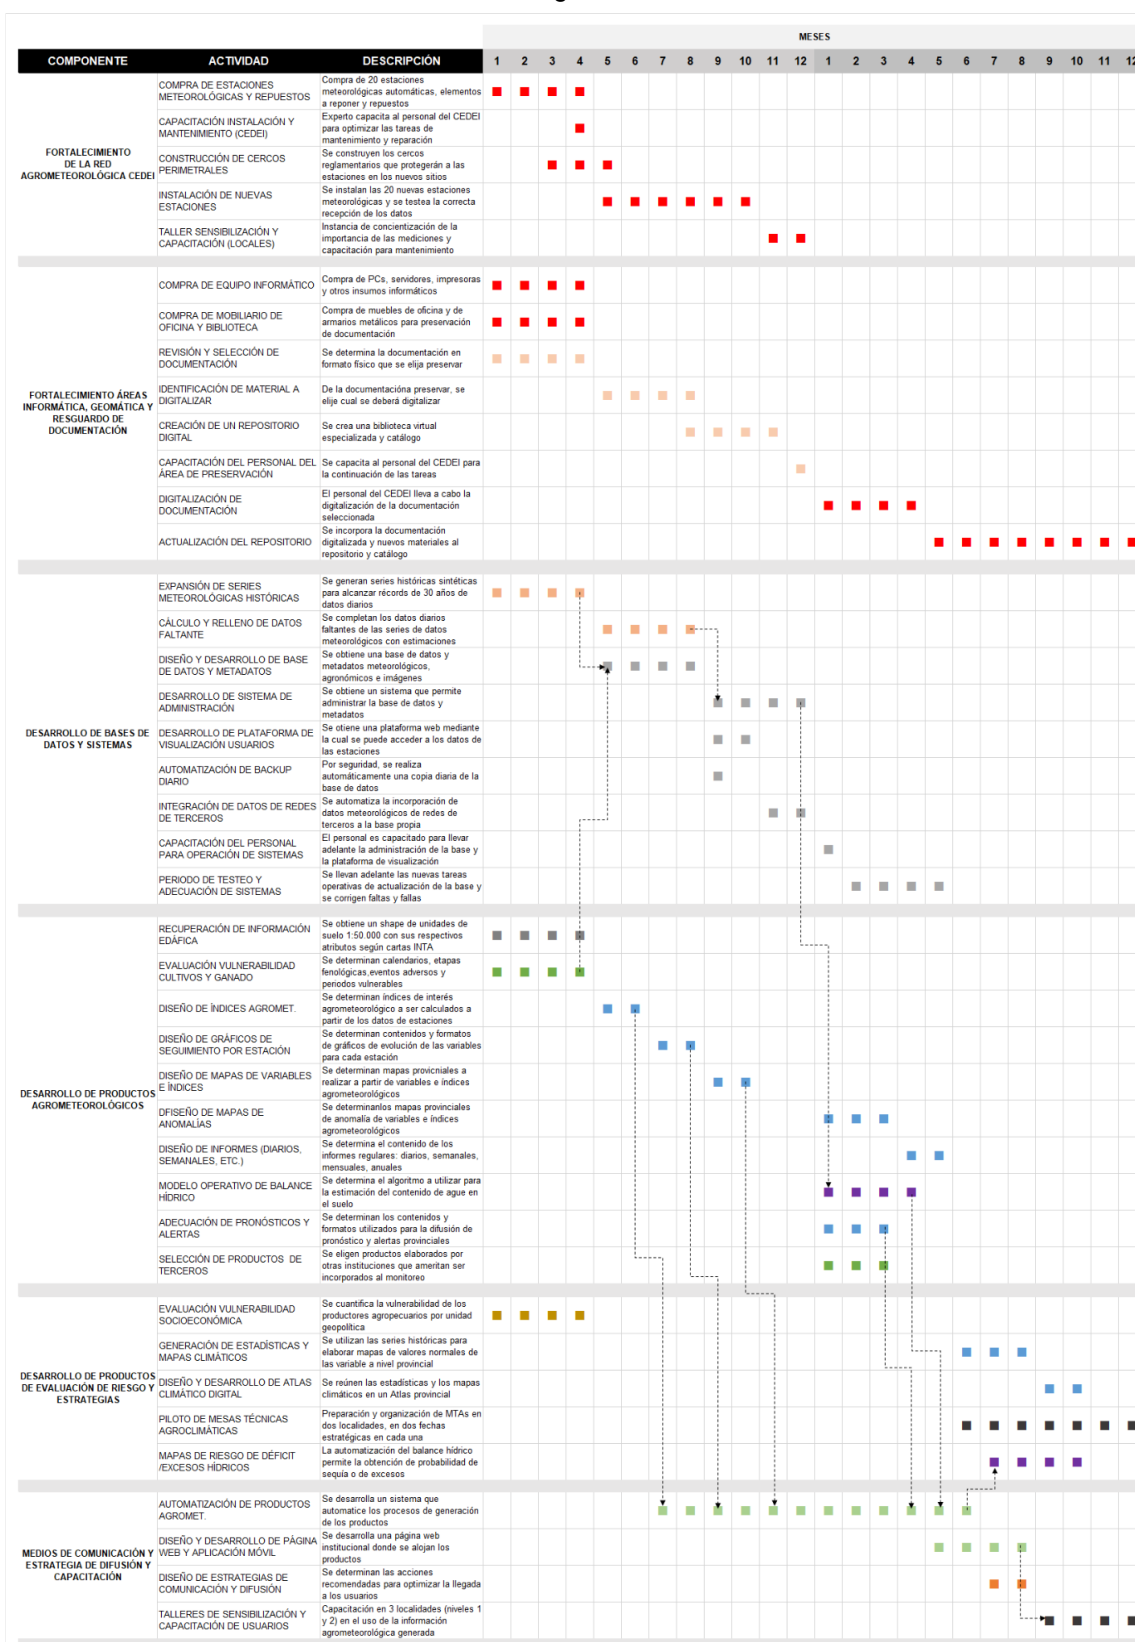 MESES
COMPONENTE ACTIVIDAD DESCRIPCIÓN 1 2 3 4 5 6 7 8 9 10 11 12 1 2 3 4 5 6 7 8 9 10 11 12
FORTALECIMIENTO
DE LA RED
AGROMETEOROLÓGICA CEDEI
COMPRA DE ESTACIONES
METEOROLÓGICAS Y REPUESTOS
Compra de 20 estaciones
meteorológicas automáticas, elementos
a reponer y repuestos
CAPACITACIÓN INSTALACIÓN Y
MANTENIMIENTO (CEDEI)
Experto capacita al personal del CEDEI
para optimizar las tareas de
mantenimiento y reparación
CONSTRUCCIÓN DE CERCOS
PERIMETRALES
Se construyen los cercos
reglamentarios que protegerán a las
estaciones en los nuevos sitios
INSTALACIÓN DE NUEVAS
ESTACIONES
Se instalan las 20 nuevas estaciones
meteorológicas y se testea la correcta
recepción de los datos
TALLER SENSIBILIZACIÓN Y
CAPACITACIÓN (LOCALES)
Instancia de concientización de la
importancia de las mediciones y
capacitación para mantenimiento
FORTALECIMIENTO ÁREAS
INFORMÁTICA, GEOMÁTICA Y
RESGUARDO DE
DOCUMENTACIÓN
COMPRA DE EQUIPO INFORMÁTICO
Compra de PCs, servidores, impresoras
y otros insumos informáticos
COMPRA DE MOBILIARIO DE
OFICINA Y BIBLIOTECA
Compra de muebles de oficina y de
armarios metálicos para preservación
de documentación
REVISIÓN Y SELECCIÓN DE
DOCUMENTACIÓN
Se determina la documentación en
formato físico que se elija preservar
IDENTIFICACIÓN DE MATERIAL A
DIGITALIZAR
De la documentacióna preservar, se
elije cual se deberá digitalizar
CREACIÓN DE UN REPOSITORIO
DIGITAL
Se crea una biblioteca virtual
especializada y catálogo
CAPACITACIÓN DEL PERSONAL DEL
ÁREA DE PRESERVACIÓN
Se capacita al personal del CEDEI para
la continuación de las tareas
DIGITALIZACIÓN DE
DOCUMENTACIÓN
El personal del CEDEI lleva a cabo la
digitalización de la documentación
seleccionada
ACTUALIZACIÓN DEL REPOSITORIO
Se incorpora la documentación
digitalizada y nuevos materiales al
repositorio y catálogo
DESARROLLO DE BASES DE
DATOS Y SISTEMAS
EXPANSIÓN DE SERIES
METEOROLÓGICAS HISTÓRICAS
Se generan series históricas sintéticas
para alcanzar récords de 30 años de
datos diarios
CÁLCULO Y RELLENO DE DATOS
FALTANTE
Se completan los datos diarios
faltantes de las series de datos
meteorológicos con estimaciones
DISEÑO Y DESARROLLO DE BASE
DE DATOS Y METADATOS
Se obtiene una base de datos y
metadatos meteorológicos,
agronómicos e imágenes
DESARROLLO DE SISTEMA DE
ADMINISTRACIÓN
Se obtiene un sistema que permite
administrar la base de datos y
metadatos
DESARROLLO DE PLATAFORMA DE
VISUALIZACIÓN USUARIOS
Se otiene una plataforma web mediante
la cual se puede acceder a los datos de
las estaciones
AUTOMATIZACIÓN DE BACKUP
DIARIO
Por seguridad, se realiza
automáticamente una copia diaria de la
base de datos
INTEGRACIÓN DE DATOS DE REDES
DE TERCEROS
Se automatiza la incorporación de
datos meteorológicos de redes de
terceros a la base propia
CAPACITACIÓN DEL PERSONAL
PARA OPERACIÓN DE SISTEMAS
El personal es capacitado para llevar
adelante la administración de la base y
la plataforma de visualización
PERIODO DE TESTEO Y
ADECUACIÓN DE SISTEMAS
Se llevan adelante las nuevas tareas
operativas de actualización de la base y
se corrigen faltas y fallas
DESARROLLO DE PRODUCTOS
AGROMETEOROLÓGICOS
RECUPERACIÓN DE INFORMACIÓN
EDÁFICA
Se obtiene un shape de unidades de
suelo 1:50.000 con sus respectivos
atributos según cartas INTA
EVALUACIÓN VULNERABILIDAD
CULTIVOS Y GANADO
Se determinan calendarios, etapas
fenológicas,eventos adversos y
periodos vulnerables
DISEÑO DE ÍNDICES AGROMET.
Se determinan índices de interés
agrometeorológico a ser calculados a
partir de los datos de estaciones
DISEÑO DE GRÁFICOS DE
SEGUIMIENTO POR ESTACIÓN
Se determinan contenidos y formatos
de gráficos de evolución de las variables
para cada estación
DISEÑO DE MAPAS DE VARIABLES
E ÍNDICES
Se determinan mapas provicniales a
realizar a partir de variables e índices
agrometeorológicos
DFISEÑO DE MAPAS DE
ANOMALÍAS
Se determinanlos mapas provinciales
de anomalía de variables e índices
agrometeorológicos
DISEÑO DE INFORMES (DIARIOS,
SEMANALES, ETC.)
Se determina el contenido de los
informes regulares: diarios, semanales,
mensuales, anuales
MODELO OPERATIVO DE BALANCE
HÍDRICO
Se determina el algoritmo a utilizar para
la estimación del contenido de agua en
el suelo
ADECUACIÓN DE PRONÓSTICOS Y
ALERTAS
Se determinan los contenidos y
formatos utilizados para la difusión de
pronóstico y alertas provinciales
SELECCIÓN DE PRODUCTOS DE
TERCEROS
Se eligen productos elaborados por
otras instituciones que ameritan ser
incorporados al monitoreo
DESARROLLO DE PRODUCTOS
DE EVALUACIÓN DE RIESGO Y
ESTRATEGIAS
EVALUACIÓN VULNERABILIDAD
SOCIOECONÓMICA
Se cuantifica la vulnerabilidad de los
productores agropecuarios por unidad
geopolítica
GENERACIÓN DE ESTADÍSTICAS Y
MAPAS CLIMÁTICOS
Se utilizan las series históricas para
elaborar mapas de valores normales de
las variable a nivel provincial
DISEÑO Y DESARROLLO DE ATLAS
CLIMÁTICO DIGITAL
Se reúnen las estadísticas y los mapas
climáticos en un Atlas provincial
PILOTO DE MESAS TÉCNICAS
AGROCLIMÁTICAS
Preparación y organización de MTAs en
dos localidades, en dos fechas
estratégicas en cada una
MAPAS DE RIESGO DE DÉFICIT
/EXCESOS HÍDRICOS
La automatización del balance hídrico
permite la obtención de probabilidad de
sequía o de excesos
MEDIOS DE COMUNICACIÓN Y
ESTRATEGIA DE DIFUSIÓN Y
CAPACITACIÓN
AUTOMATIZACIÓN DE PRODUCTOS
AGROMET.
Se desarrolla un sistema que
automatice los procesos de generación
de los productos
DISEÑO Y DESARROLLO DE PÁGINA
WEB Y APLICACIÓN MÓVIL
Se desarrolla una página web
institucional donde se alojan los
productos
DISEÑO DE ESTRATEGIAS DE
COMUNICACIÓN Y DIFUSIÓN
Se determinan las acciones
recomendadas para optimizar la llegada
a los usuarios
TALLERES DE SENSIBILIZACIÓN Y
CAPACITACIÓN DE USUARIOS
Capacitación en 3 localidades (niveles 1
y 2) en el uso de la información
agrometeorológica generada